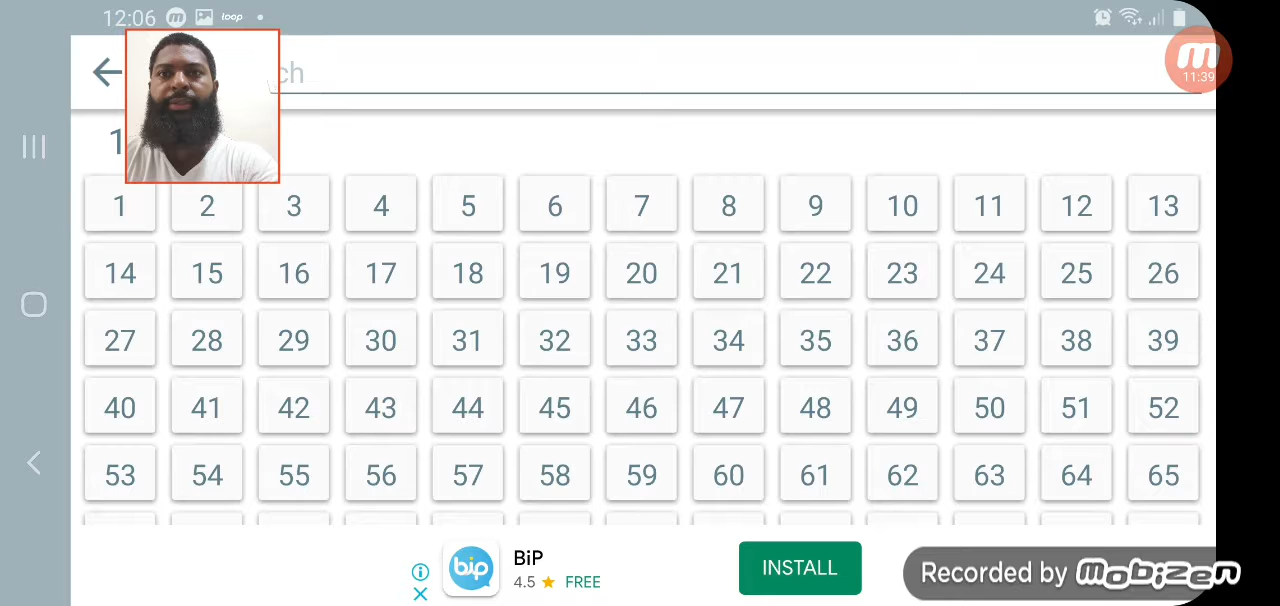 12:06 m loop
ch
m
11:39
1
1 2 3 4 5 6 7 8 9 10 11 12 13
14 15 16 17 18 19 20 21 22 23 24 25 26
27 28 29 30 31 32 33 34 35 36 37 38 39
40 41 42 43 44 45 46 47 48 49 50 51 52
53 54 55 56 57 58 59 60 61 62 63 64 65
bip
BiP
4.5 ★ FREE
INSTALL
Recorded by mobizen